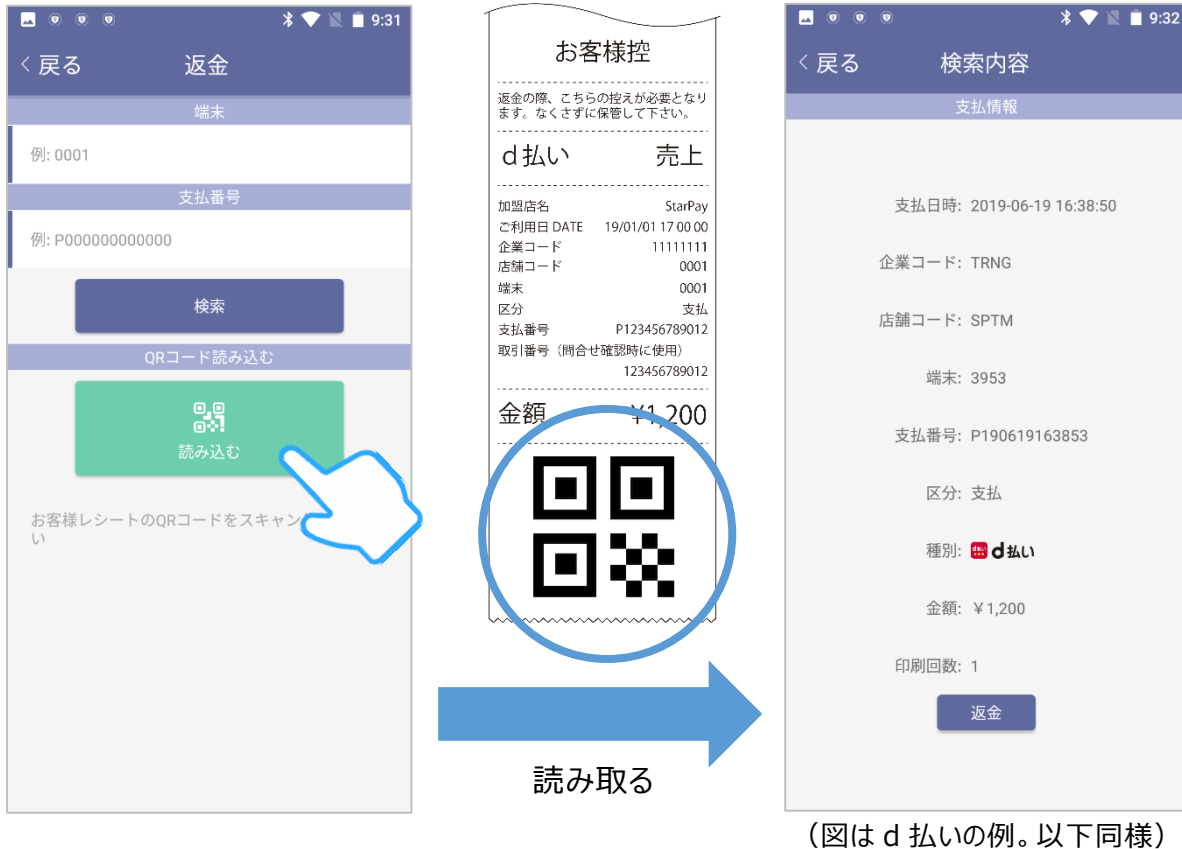 9:31
戻る 返金
端末
例: 0001
支払番号
例: P000000000000
検索
QRコード読み込む
読み込む
お客様レシートのQRコードをスキャン
い
お客様控
返金の際、こちらの控えが必要となり
ます。なくさずに保管して下さい。
d払い 売上
加盟店名 StarPay
ご利用日 DATE 19/01/01 17 00 00
企業コード 11111111
店舗コード 0001
端末 0001
区分 支払
支払番号 P123456789012
取引番号（問合せ確認時に使用）
123456789012
金額 ¥1,200
読み取る
9:32
戻る 検索内容
支払情報
支払日時: 2019-06-19 16:38:50
企業コード: TRNG
店舗コード: SPTM
端末: 3953
支払番号: P190619163853
区分: 支払
種別: d払い
金額: ￥1,200
印刷回数: 1
返金
（図は d 払いの例。以下同様）